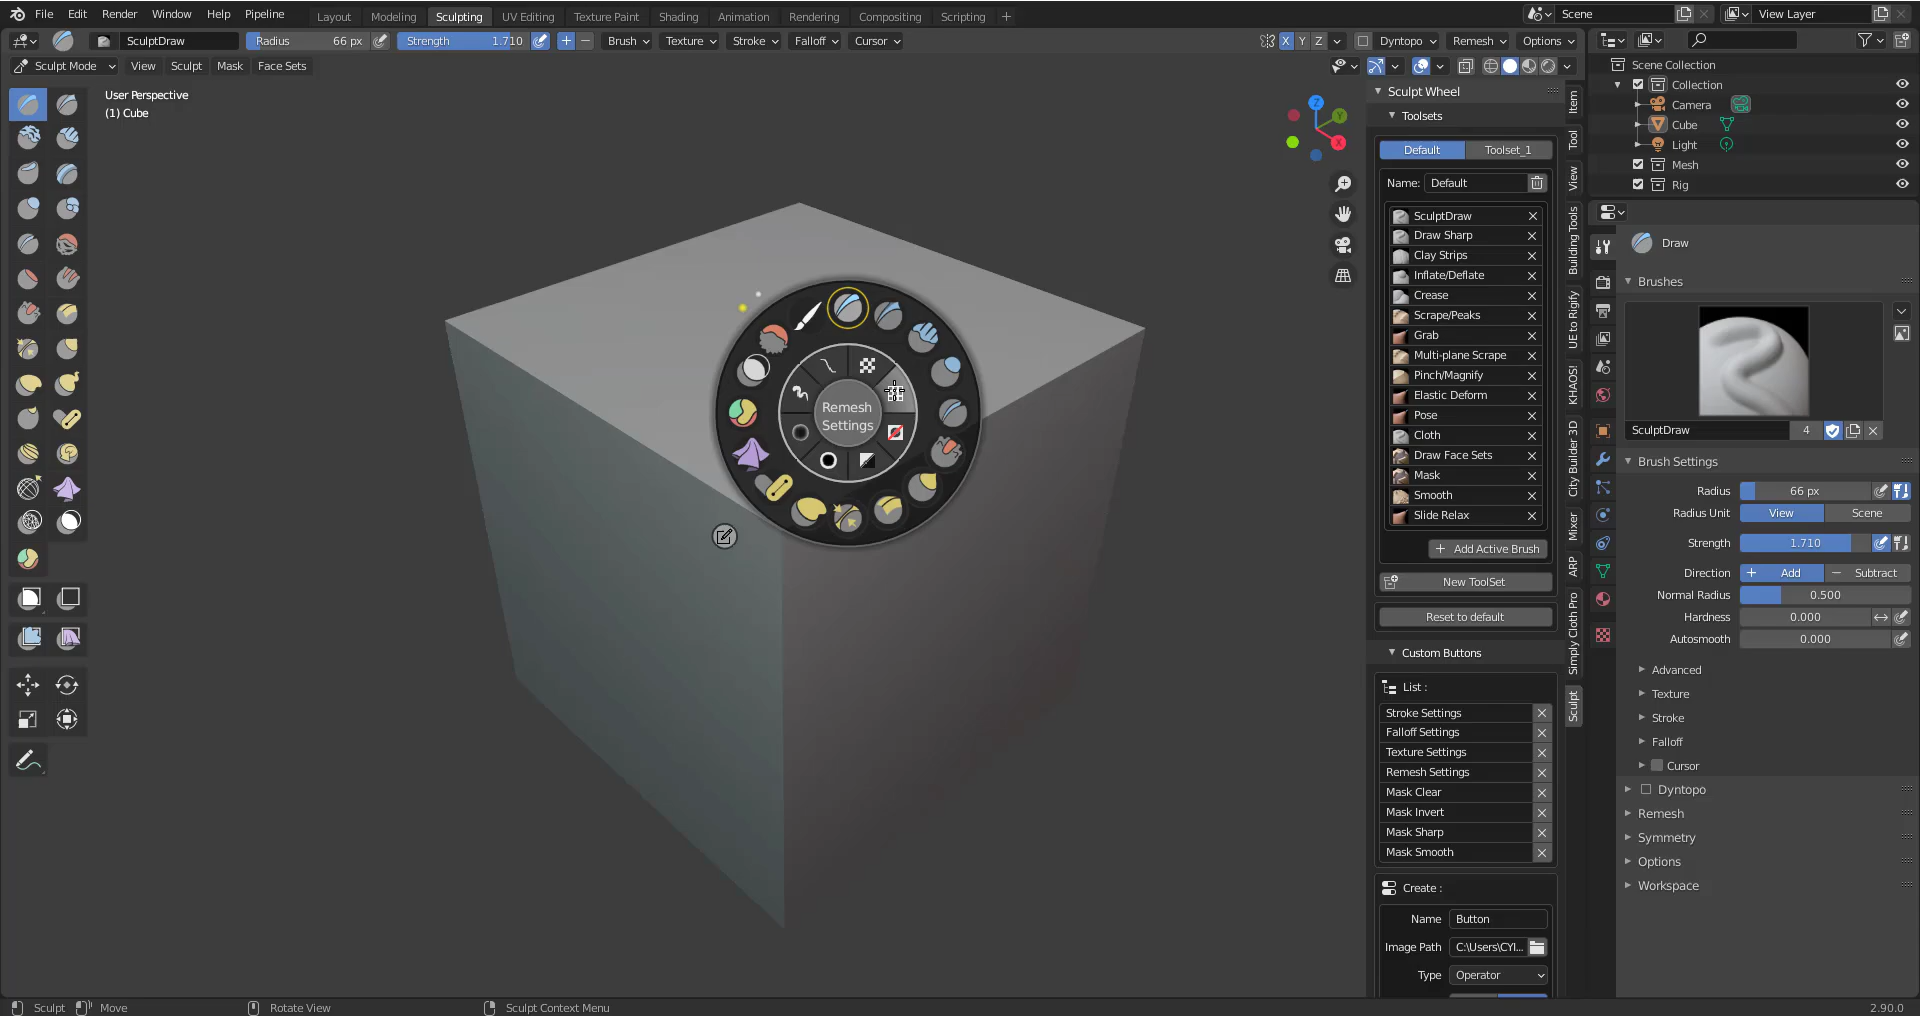 File Edit Render Window Help Pipeline Layout Modeling Sculpting UV Editing Texture Paint Shading Animation Rendering Compositing Scripting + Scene View Layer
SculptDraw Radius 66 px Strength 1.710 + − Brush Texture Stroke Falloff Cursor X Y Z Dyntopo Remesh Options
Sculpt Mode View Sculpt Mask Face Sets
User Perspective
(1) Cube
Z
Y
X
Remesh
Settings
Sculpt Wheel
Toolsets
Default Toolset_1
Name: Default
SculptDraw
Draw Sharp
Clay Strips
Inflate/Deflate
Crease
Scrape/Peaks
Grab
Multi-plane Scrape
Pinch/Magnify
Elastic Deform
Pose
Cloth
Draw Face Sets
Mask
Smooth
Slide Relax
+ Add Active Brush
New ToolSet
Reset to default
Custom Buttons
List :
Stroke Settings
Falloff Settings
Texture Settings
Remesh Settings
Mask Clear
Mask Invert
Mask Sharp
Mask Smooth
Create :
Name Button
Image Path C:\Users\CYI...
Type Operator
Item
Tool
View
Building Tools
UE to Rigify
KHAOS!
City Builder 3D
Mixer
ARP
Simply Cloth Pro
Sculpt
Scene Collection
Collection
Camera
Cube
Light
Mesh
Rig
Draw
Brushes
SculptDraw 4
Brush Settings
Radius 66 px
Radius Unit View Scene
Strength 1.710
Direction + Add − Subtract
Normal Radius 0.500
Hardness 0.000
Autosmooth 0.000
Advanced
Texture
Stroke
Falloff
Cursor
Dyntopo
Remesh
Symmetry
Options
Workspace
Sculpt Move Rotate View Sculpt Context Menu 2.90.0